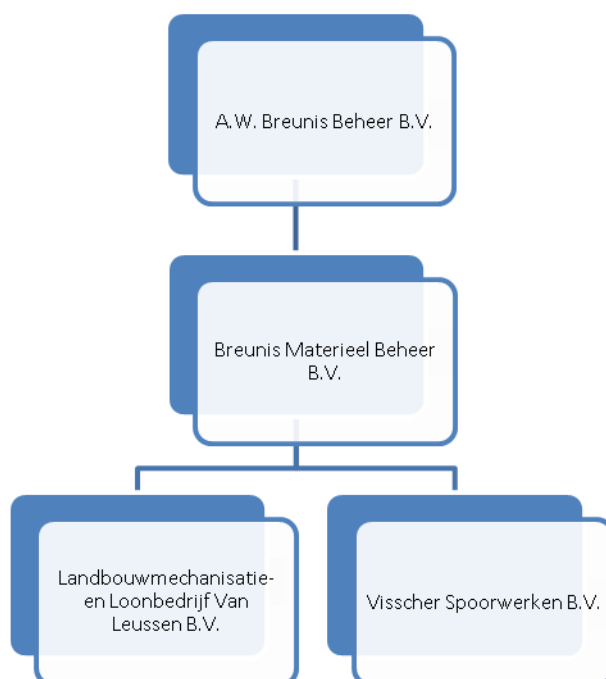 A.W. Breunis Beheer B.V.
Breunis Materieel Beheer
B.V.
Landbouwmechanisatie-
en Loonbedrijf Van
Leussen B.V.
Visscher Spoorwerken B.V.